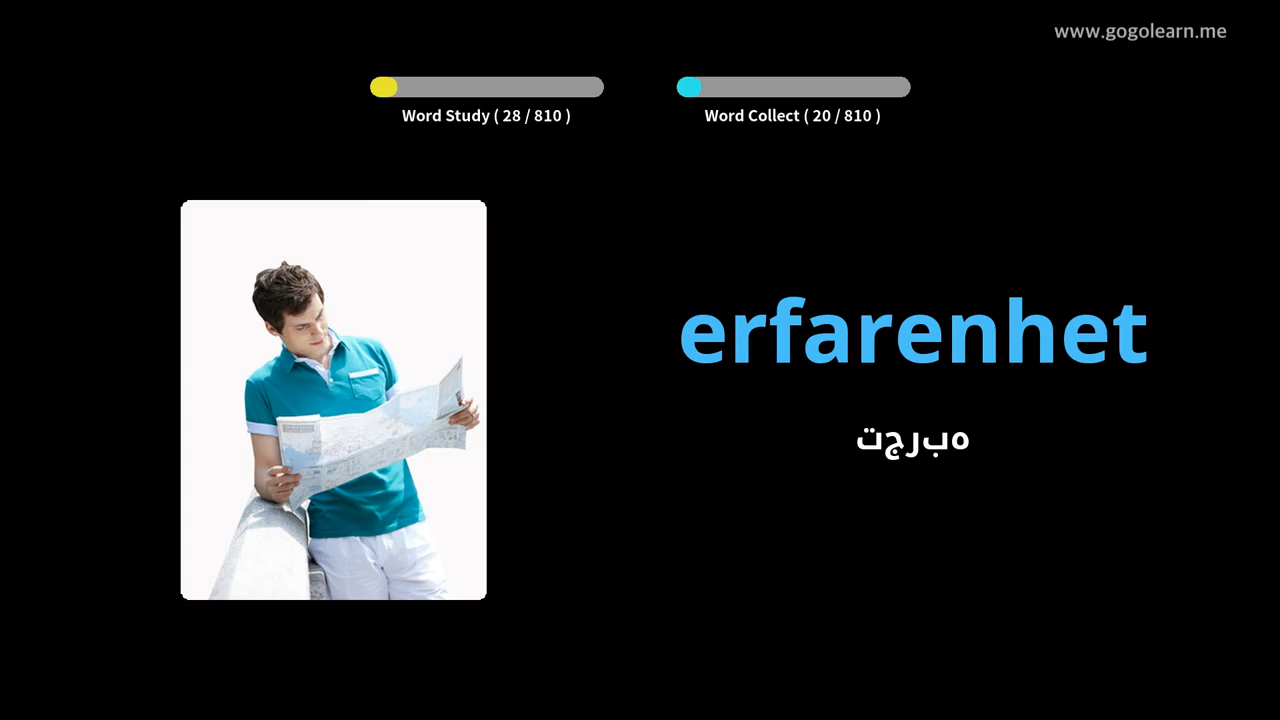 www.gogolearn.me
Word Study ( 28 / 810 )
Word Collect ( 20 / 810 )
erfarenhet
تجربه